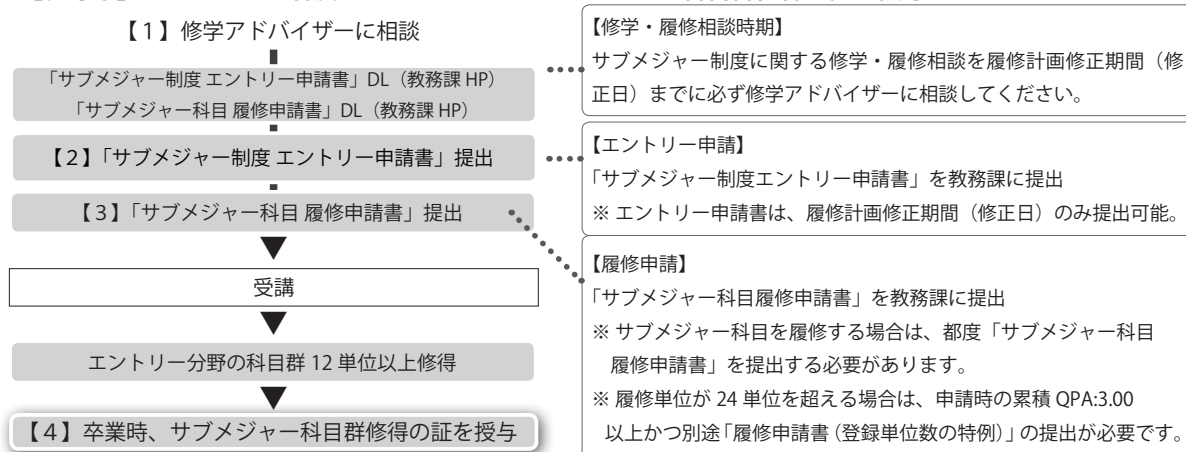 【1】修学アドバイザーに相談
「サブメジャー制度 エントリー申請書」DL（教務課 HP）
「サブメジャー科目 履修申請書」DL（教務課 HP）
【2】「サブメジャー制度 エントリー申請書」提出
【3】「サブメジャー科目 履修申請書」提出
受講
エントリー分野の科目群 12 単位以上修得
【4】卒業時、サブメジャー科目群修得の証を授与
【修学・履修相談時期】
サブメジャー制度に関する修学・履修相談を履修計画修正期間（修
正日）までに必ず修学アドバイザーに相談してください。
【エントリー申請】
「サブメジャー制度エントリー申請書」を教務課に提出
※ エントリー申請書は、履修計画修正期間（修正日）のみ提出可能。
【履修申請】
「サブメジャー科目履修申請書」を教務課に提出
※ サブメジャー科目を履修する場合は、都度「サブメジャー科目
履修申請書」を提出する必要があります。
※ 履修単位が 24 単位を超える場合は、申請時の累積 QPA:3.00
以上かつ別途「履修申請書（登録単位数の特例）」の提出が必要です。